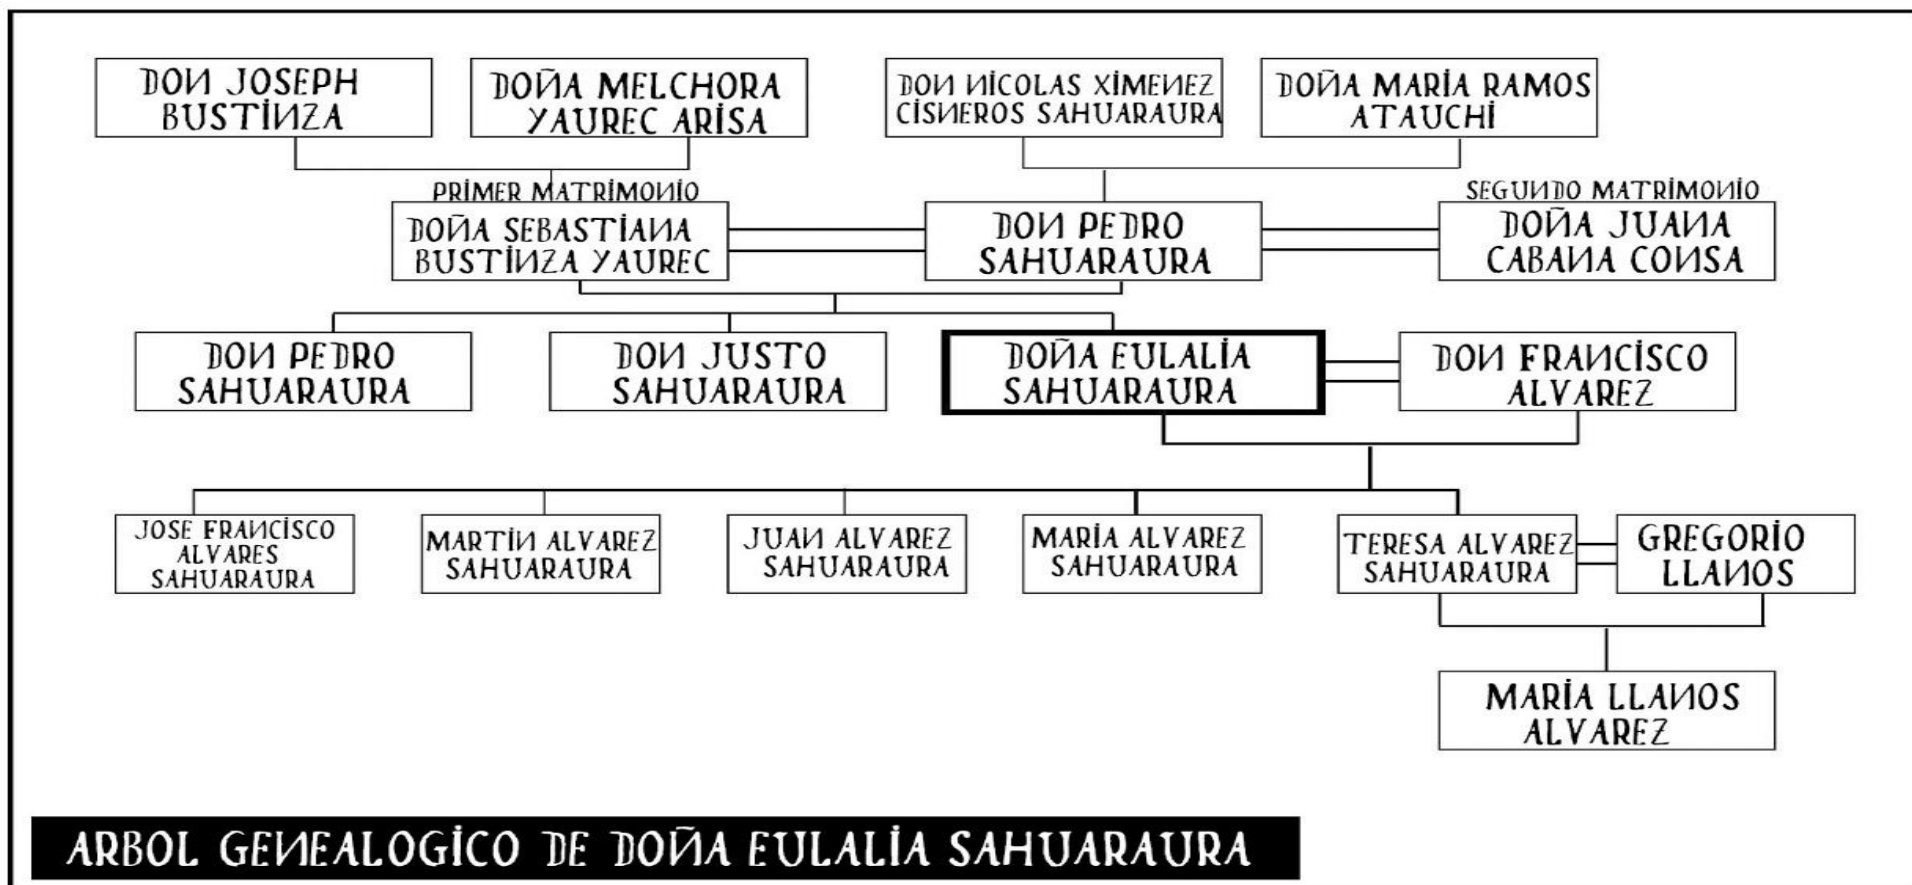 DON JOSEPH
BUSTINZA
DOÑA MELCHORA
YAUREC ARISA
DON NICOLAS XIMENEZ
CISNEROS SAHUARAURA
DOÑA MARIA RAMOS
ATAUCHI
PRIMER MATRIMONIO
DOÑA SEBASTIANA
BUSTINZA YAUREC
DON PEDRO
SAHUARAURA
SEGUNDO MATRIMONIO
DOÑA JUANA
CABANA CONSA
DON PEDRO
SAHUARAURA
DON JUSTO
SAHUARAURA
DOÑA EULALIA
SAHUARAURA
DON FRANCISCO
ALVAREZ
JOSE FRANCISCO
ALVARES
SAHUARAURA
MARTIN ALVAREZ
SAHUARAURA
JUAN ALVAREZ
SAHUARAURA
MARIA ALVAREZ
SAHUARAURA
TERESA ALVAREZ
SAHUARAURA
GREGORIO
LLANOS
MARIA LLANOS
ALVAREZ
ARBOL GENEALOGICO DE DOÑA EULALIA SAHUARAURA